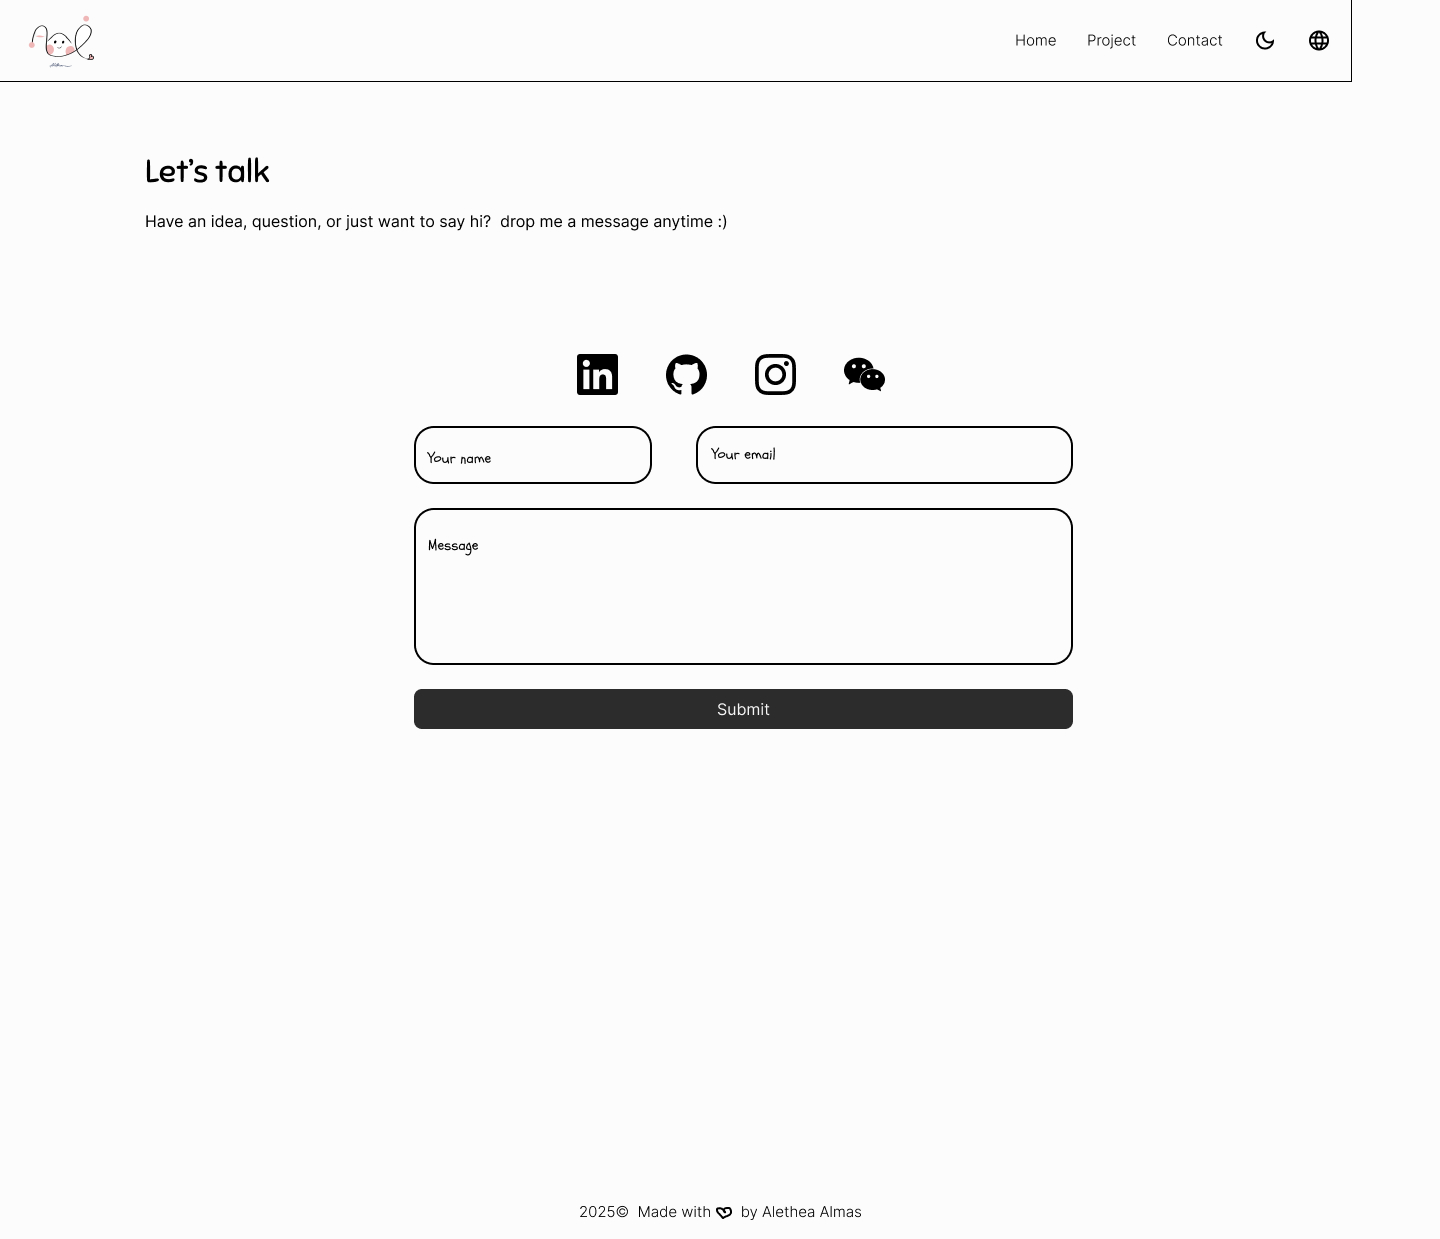 Home Project Contact
Let’s talk
Have an idea, question, or just want to say hi?  drop me a message anytime :)
in
Your name
Your email
Message
Submit
2025©  Made with by Alethea Almas